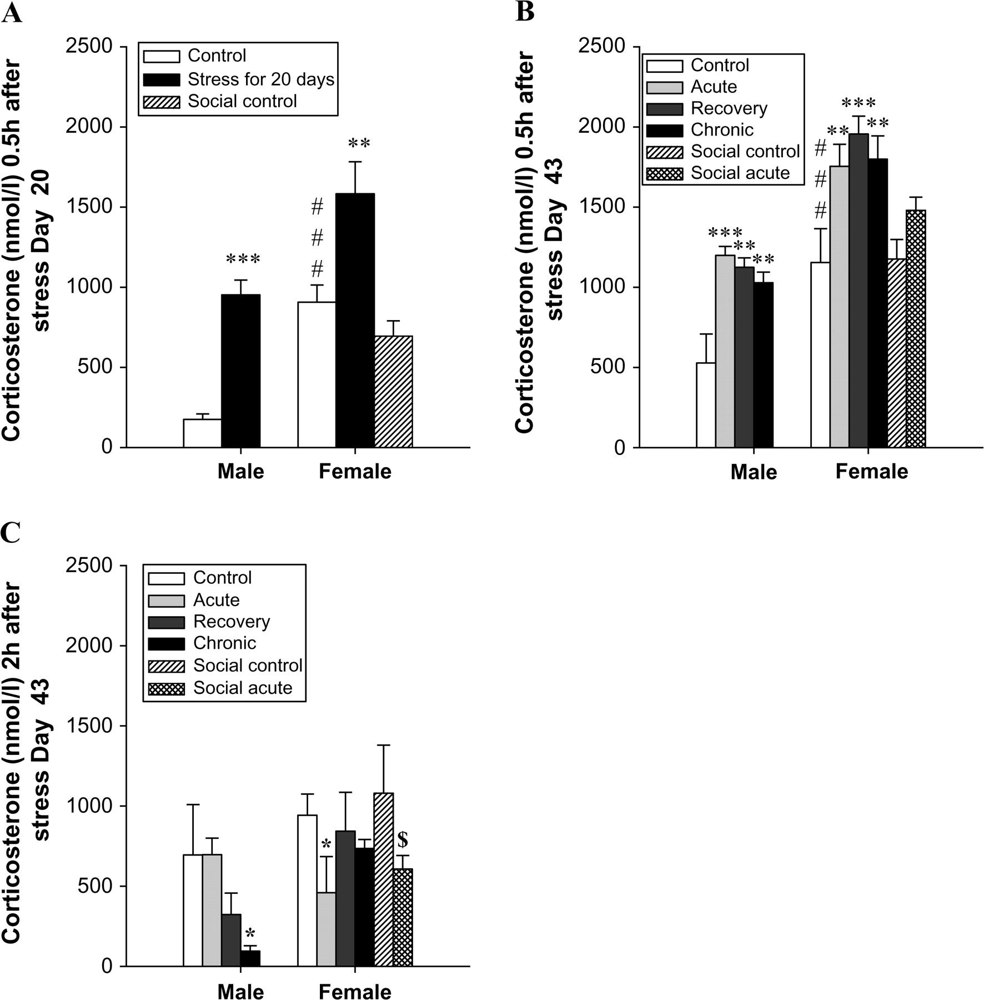 A
Corticosterone (nmol/l) 0.5h after
stress Day 20
2500
2000
1500
1000
500
0
Control
Stress for 20 days
Social control
***
#
#
#
**
Male
Female
B
Corticosterone (nmol/l) 0.5h after
stress Day 43
2500
2000
1500
1000
500
0
Control
Acute
Recovery
Chronic
Social control
Social acute
***
**
**
#
#
#
**
***
**
Male
Female
C
Corticosterone (nmol/l) 2h after
stress Day 43
2500
2000
1500
1000
500
0
Control
Acute
Recovery
Chronic
Social control
Social acute
*
*
$
Male
Female